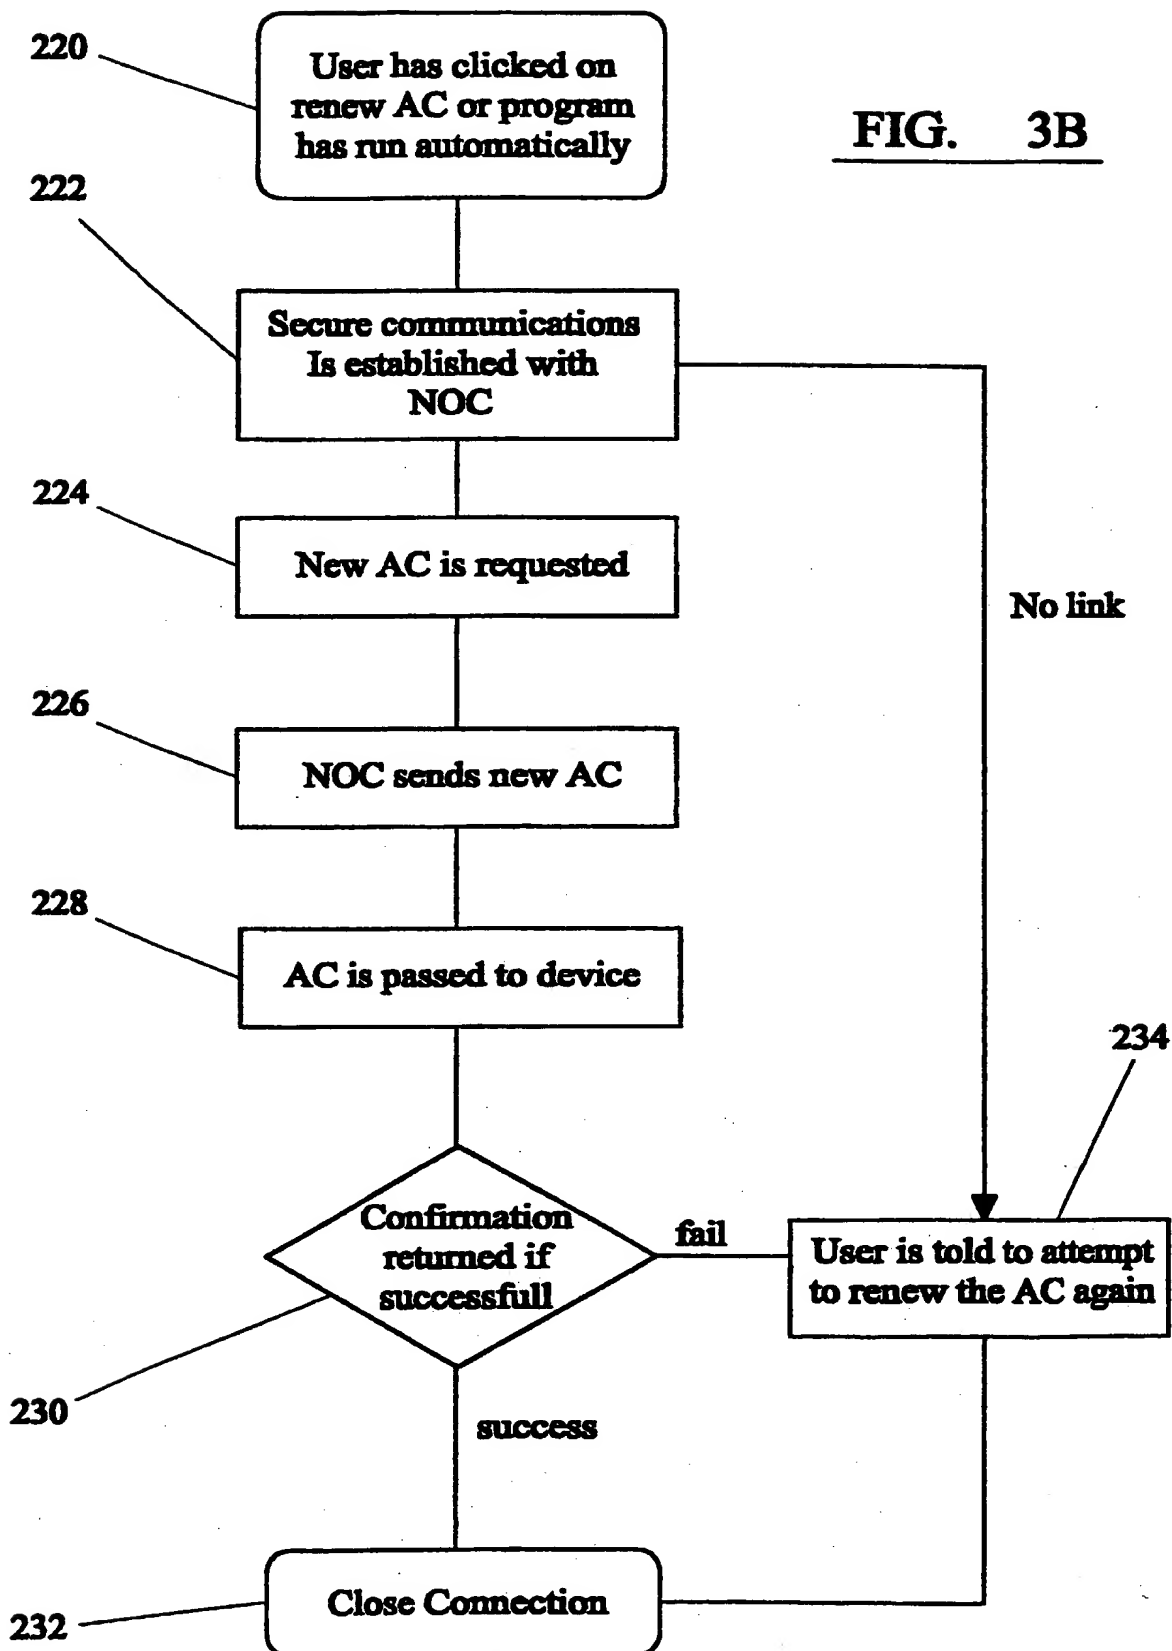 220
User has clicked on
renew AC or program
has run automatically
FIG. 3B
222
Secure communications
Is established with
NOC
224
New AC is requested
No link
226
NOC sends new AC
228
AC is passed to device
234
Confirmation
returned if
successfull
fail
User is told to attempt
to renew the AC again
230
success
232
Close Connection